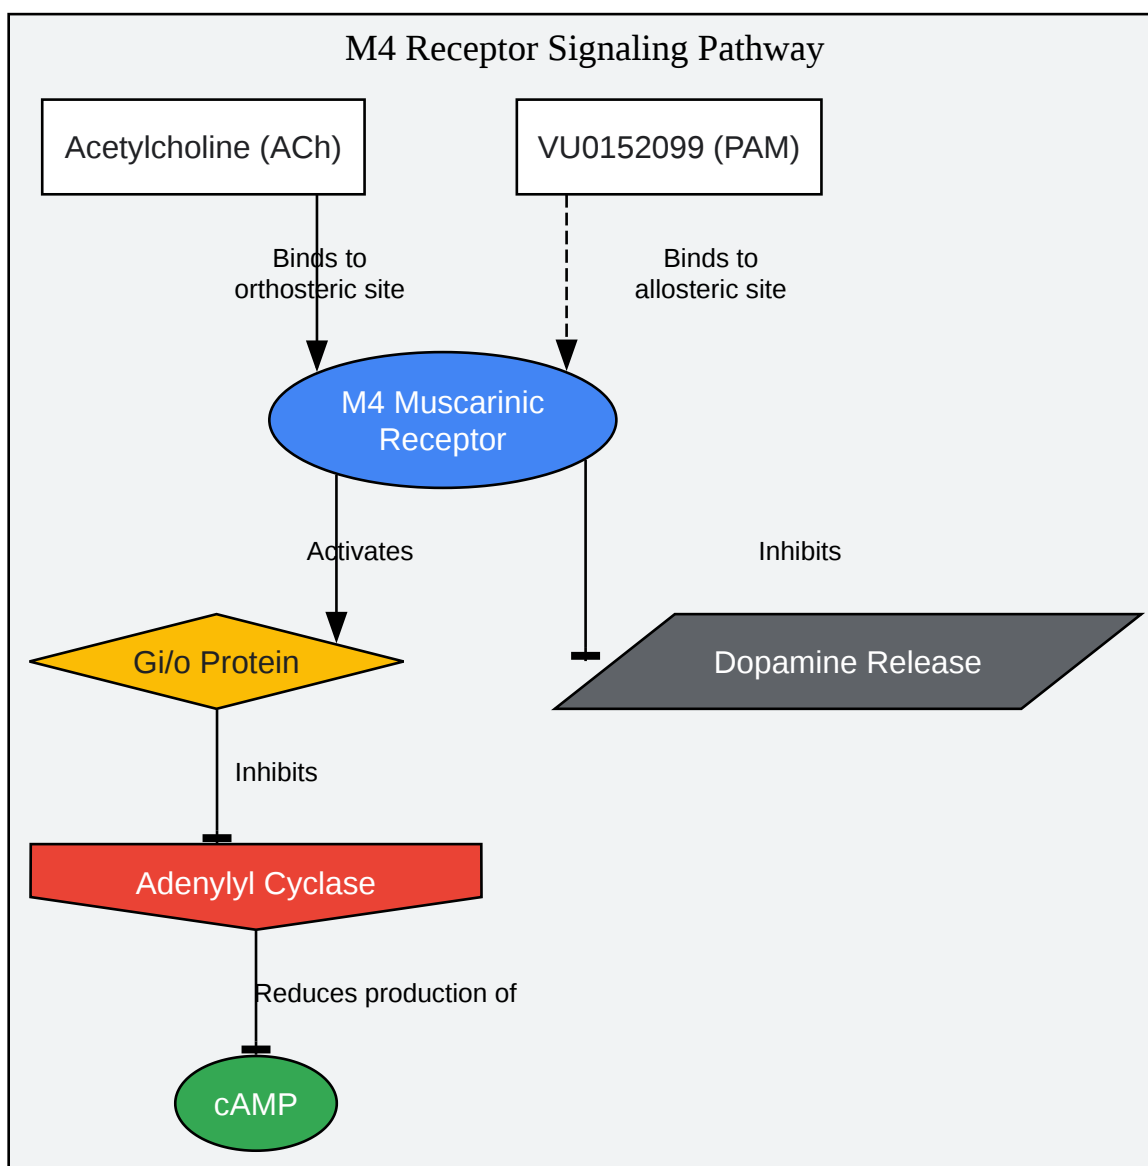 M4 Receptor Signaling Pathway
Acetylcholine (ACh)
VU0152099 (PAM)
Binds to
orthosteric site
Binds to
allosteric site
M4 Muscarinic
Receptor
Activates
Inhibits
Gi/o Protein
Dopamine Release
Inhibits
Adenylyl Cyclase
Reduces production of
cAMP